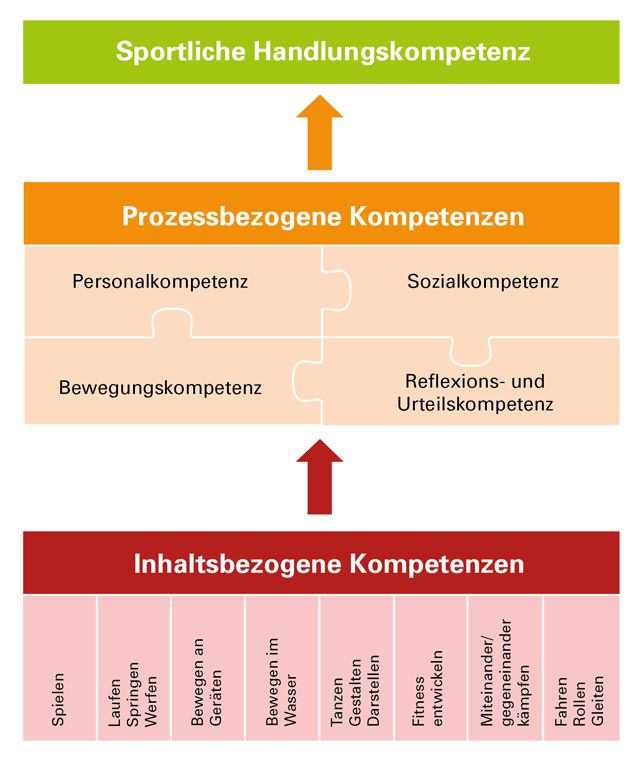 Sportliche Handlungskompetenz
Prozessbezogene Kompetenzen
Personalkompetenz
Sozialkompetenz
Bewegungskompetenz
Reflexions- und
Urteilskompetenz
Inhaltsbezogene Kompetenzen
Spielen
Laufen
Springen
Werfen
Bewegen an
Geräten
Bewegen im
Wasser
Tanzen
Gestalten
Darstellen
Fitness
entwickeln
Miteinander/
gegeneinander
kämpfen
Fahren
Rollen
Gleiten